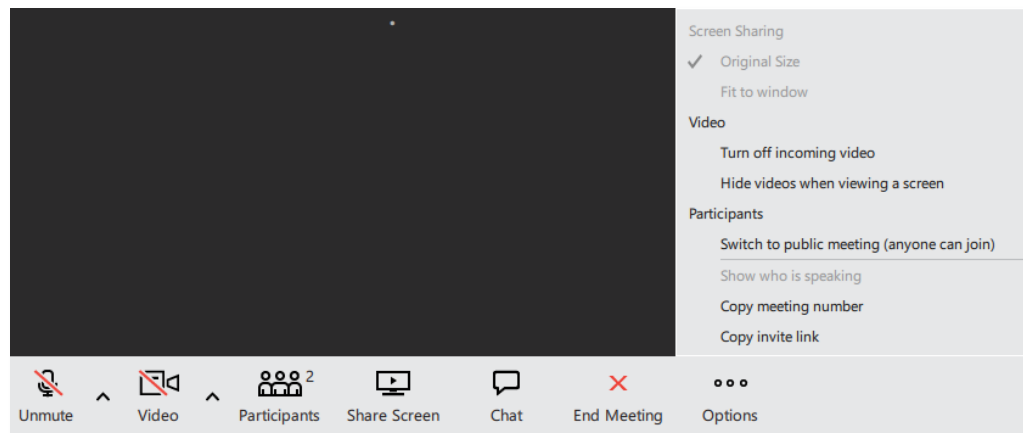 Screen Sharing
Original Size
Fit to window
Video
Turn off incoming video
Hide videos when viewing a screen
Participants
Switch to public meeting (anyone can join)
Show who is speaking
Copy meeting number
Copy invite link
2
Unmute Video Participants Share Screen Chat End Meeting Options